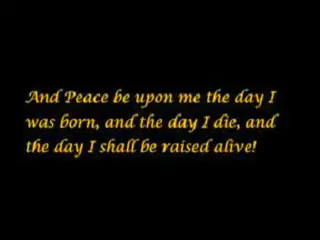 And Peace be upon me the day I
was born, and the day I die, and
the day I shall be raised alive!